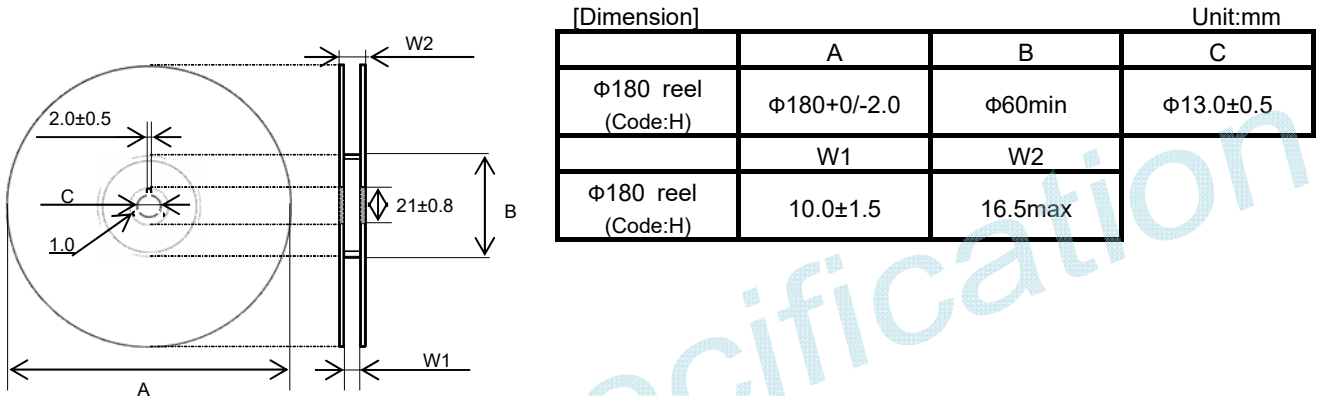 W2
2.0±0.5
C
1.0
21±0.8
B
W1
A
[Dimension] Unit:mm
A B C
Φ180 reel Φ180+0/-2.0 Φ60min Φ13.0±0.5
(Code:H)
W1 W2
Φ180 reel 10.0±1.5 16.5max
(Code:H)